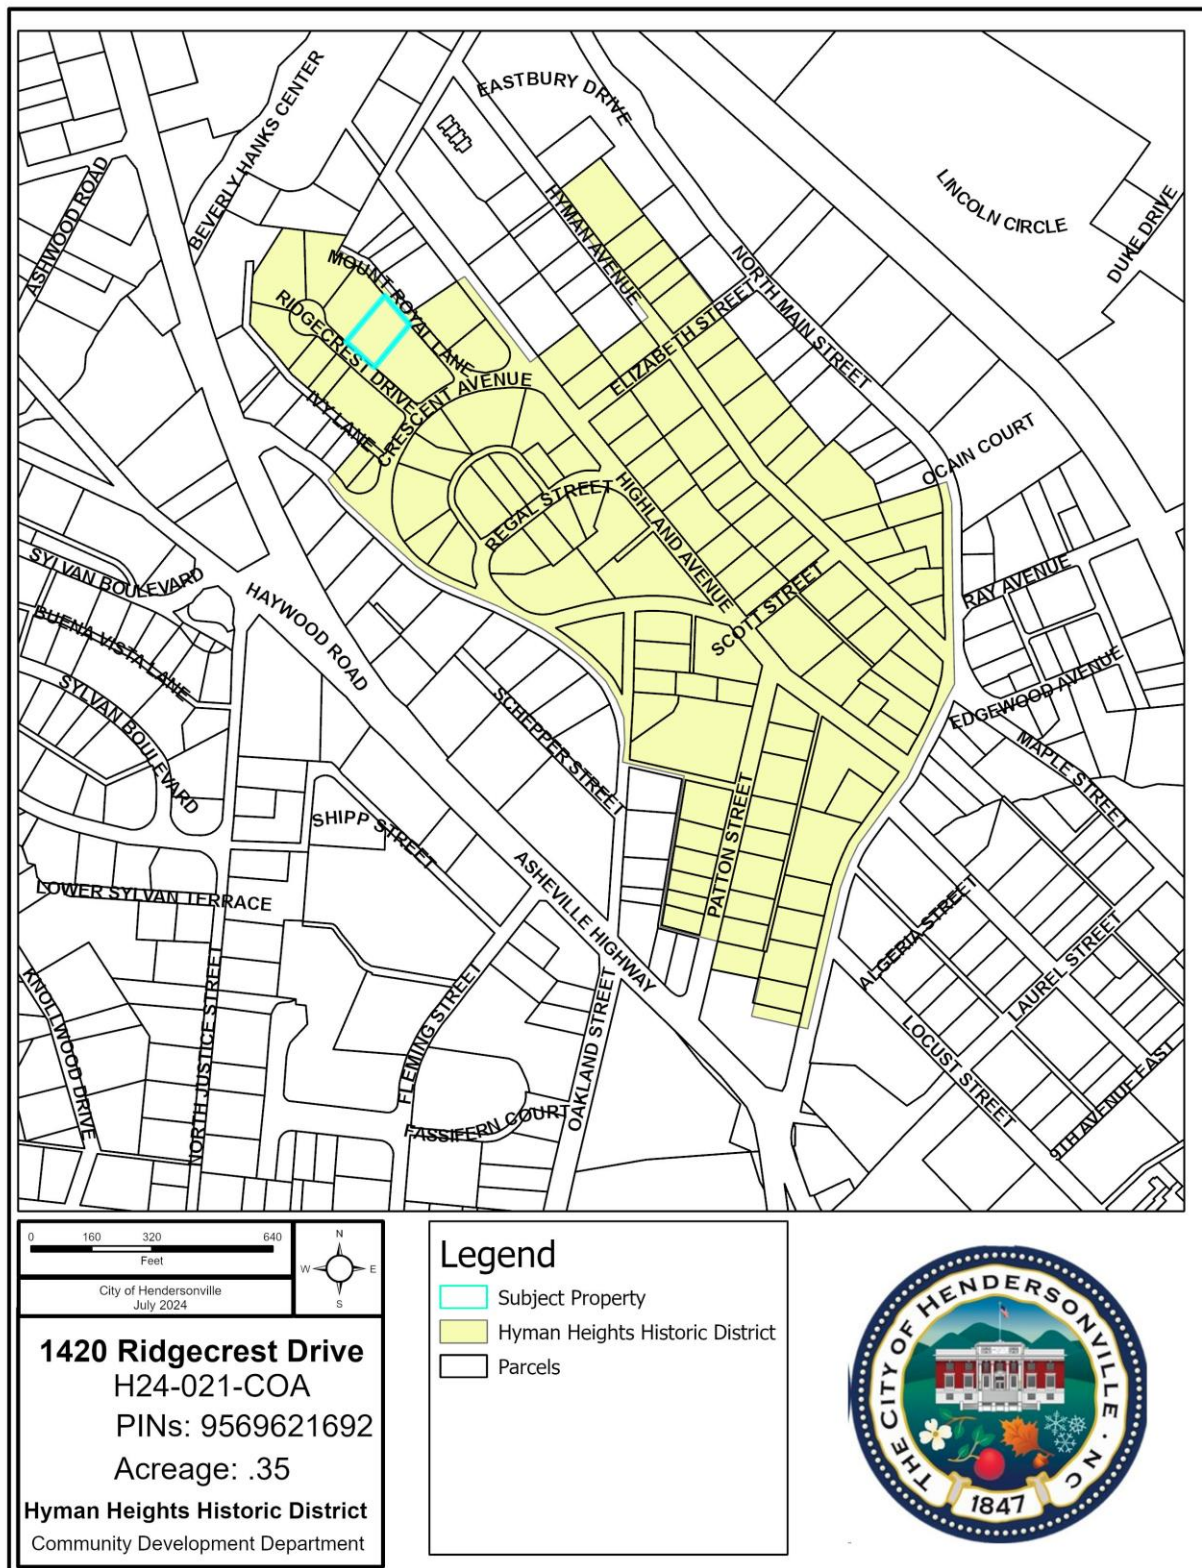 EASTBURY DRIVE
BEVERLY HANKS CENTER
ASHWOOD ROAD
LINCOLN CIRCLE
DUKE DRIVE
HYMAN AVENUE
NORTH MAIN STREET
MOUNT ROYAL LANE
RIDGECREST DRIVE
ELIZABETH STREET
CRESCENT AVENUE
IVY LANE
OCAIN COURT
REGAL STREET
HIGHLAND AVENUE
SYLVAN BOULEVARD
HAYWOOD ROAD
SCOTT STREET
RAY AVENUE
BUENA VISTA LANE
SYLVAN BOULEVARD
SCHEPPER STREET
EDGEWOOD AVENUE
MAPLE STREET
SHIPP STREET
PATTON STREET
ASHEVILLE HIGHWAY
LOWER SYLVAN TERRACE
ALGERIA STREET
LAUREL STREET
KNOLLWOOD DRIVE
NORTH JUSTICE STREET
FLEMING STREET
OAKLAND STREET
LOCUST STREET
FASSIFERN COURT
9TH AVENUE EAST
0 160 320 640
Feet
N
W E
S
City of Hendersonville
July 2024
1420 Ridgecrest Drive
H24-021-COA
PINs: 9569621692
Acreage: .35
Hyman Heights Historic District
Community Development Department
Legend
Subject Property
Hyman Heights Historic District
Parcels
THE CITY OF HENDERSONVILLE · NC
1847